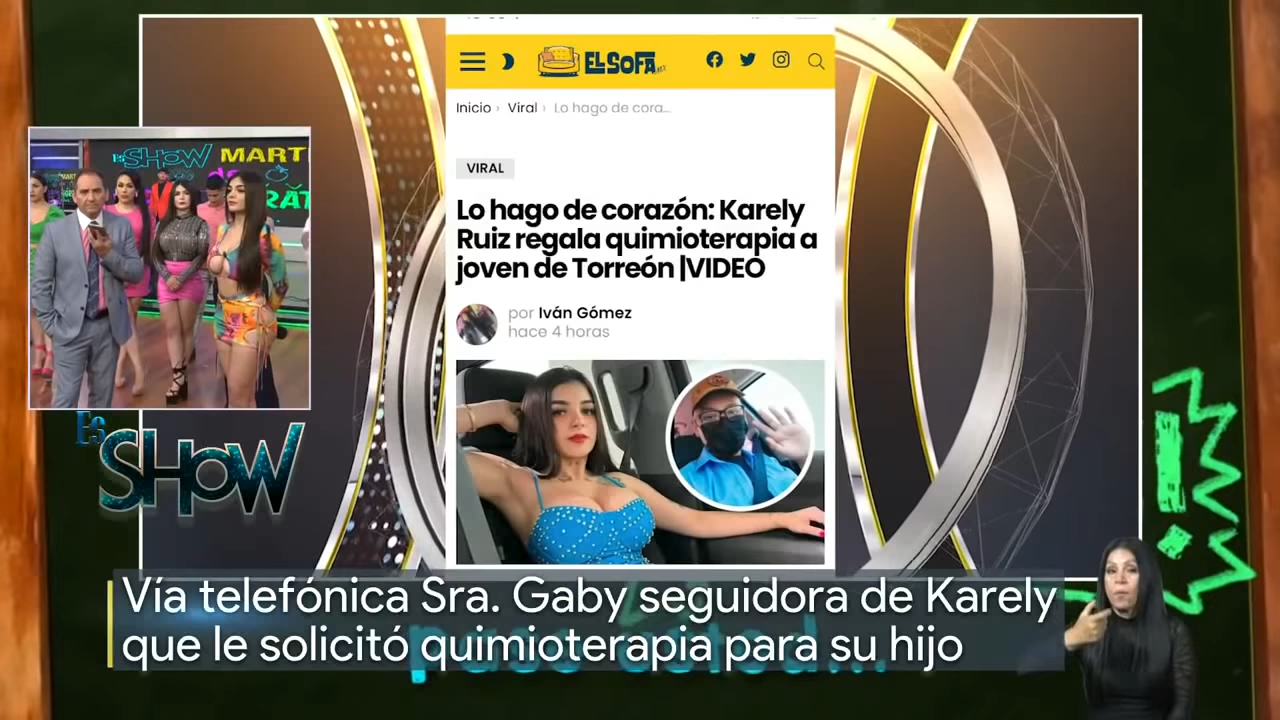 EL SOFÁ
Inicio › Viral › Lo hago de cora...
VIRAL
Lo hago de corazón: Karely
Ruiz regala quimioterapia a
joven de Torreón |VIDEO
por Iván Gómez
hace 4 horas
Es SHOW MART
Es
SHOW
Vía telefónica Sra. Gaby seguidora de Karely
que le solicitó quimioterapia para su hijo